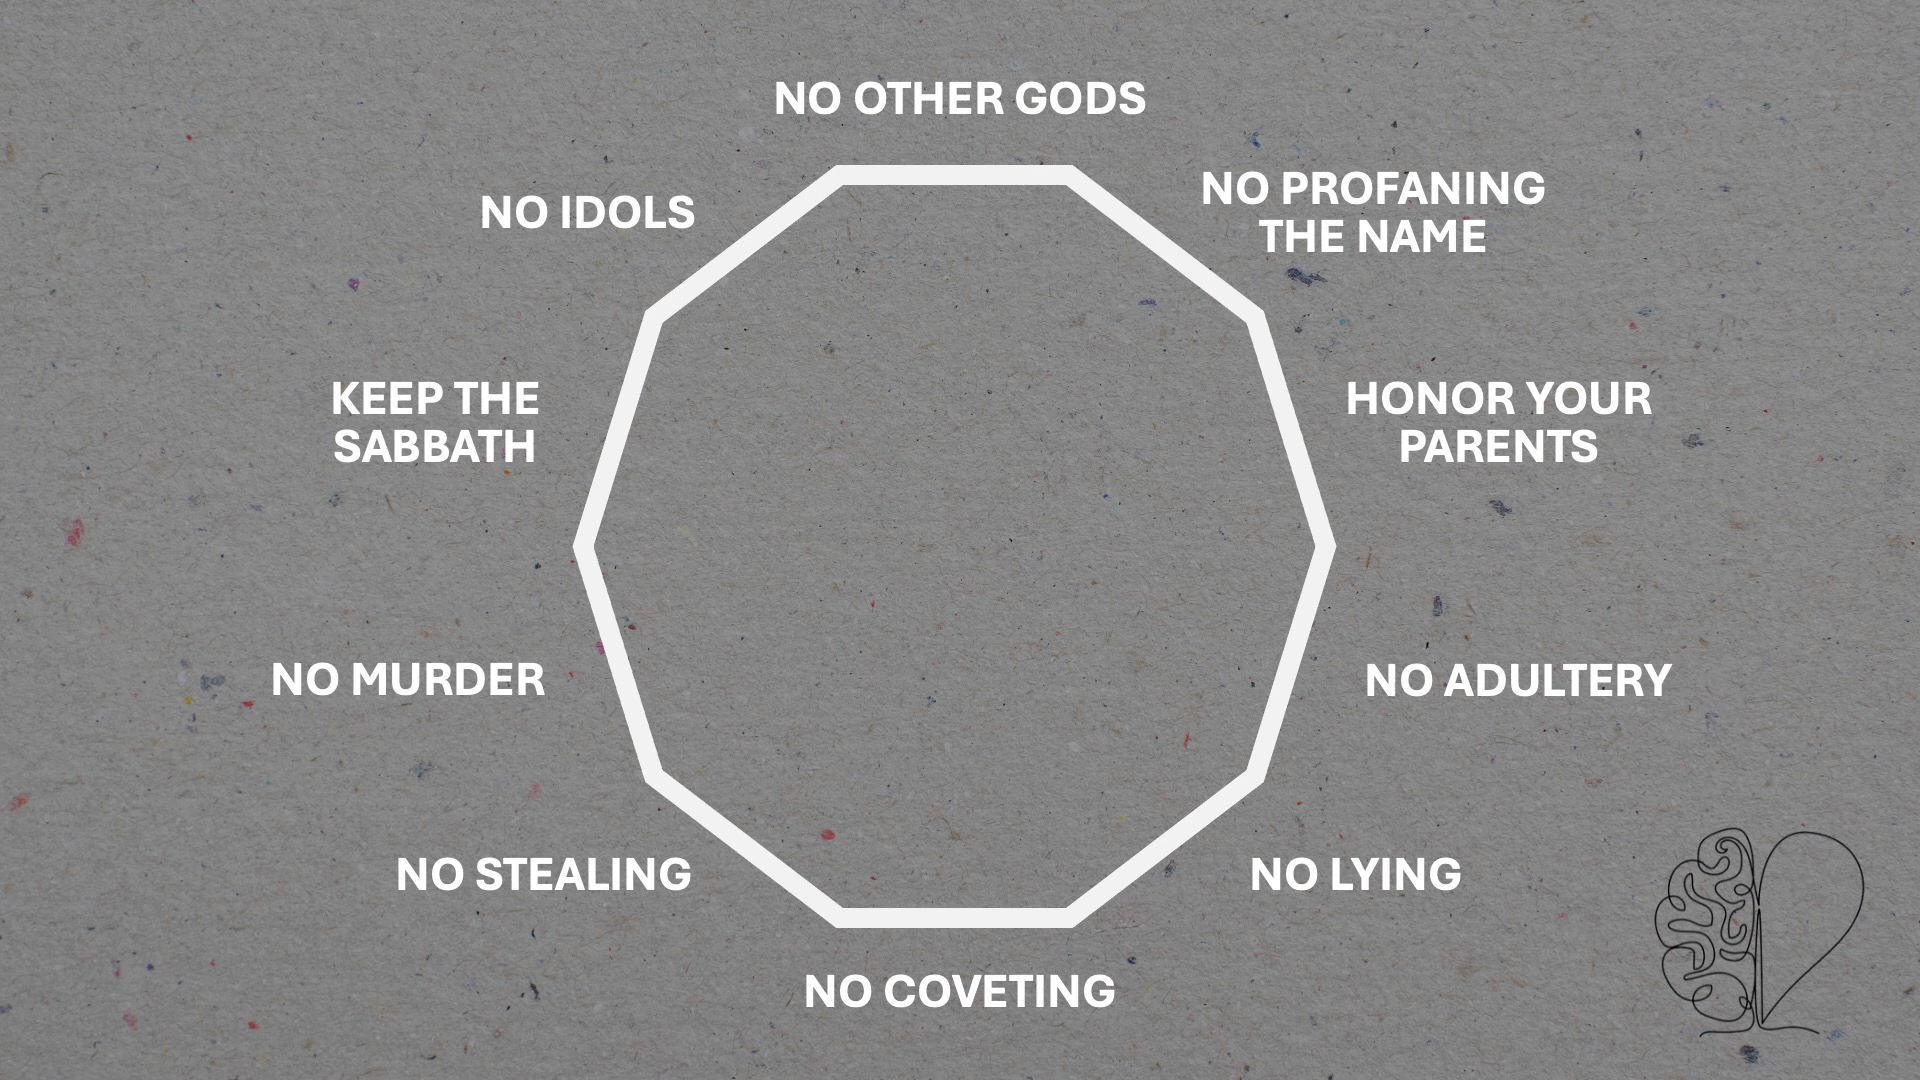 NO OTHER GODS
NO IDOLS
NO PROFANING
THE NAME
KEEP THE
SABBATH
HONOR YOUR
PARENTS
NO MURDER
NO ADULTERY
NO STEALING
NO LYING
NO COVETING